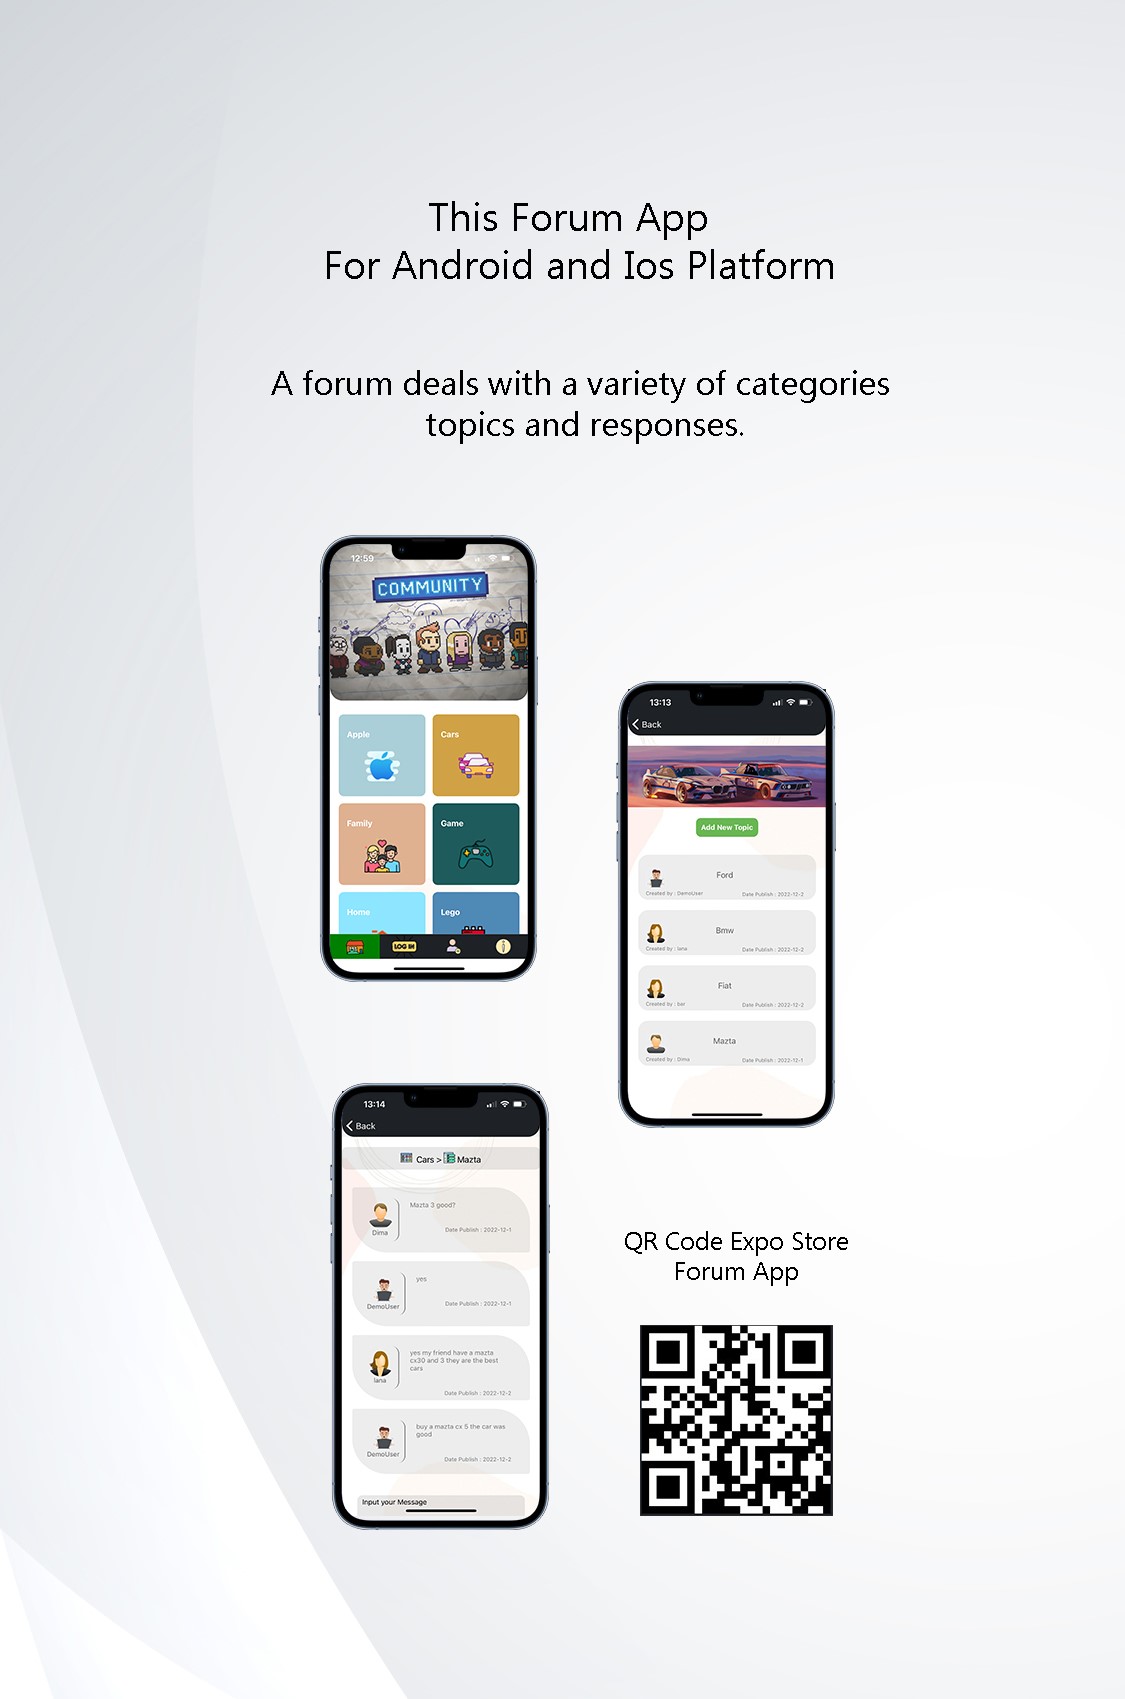 This Forum App
For Android and Ios Platform
A forum deals with a variety of categories
topics and responses.
12:59
COMMUNITY
Apple
Cars
Family
Game
Home
Lego
LOG IN
13:13
Back
Add New Topic
Ford
Created by : DemoUser
Date Publish : 2022-12-2
Bmw
Created by : lana
Date Publish : 2022-12-2
Fiat
Created by : bar
Date Publish : 2022-12-2
Mazta
Created by : Dima
Date Publish : 2022-12-1
13:14
Back
Cars > Mazta
Mazta 3 good?
Dima
Date Publish : 2022-12-1
yes
DemoUser
Date Publish : 2022-12-1
yes my friend have a mazta
cx30 and 3 they are the best
cars
lana
Date Publish : 2022-12-2
buy a mazta cx 5 the car was
good
DemoUser
Date Publish : 2022-12-2
Input your Message
QR Code Expo Store
Forum App